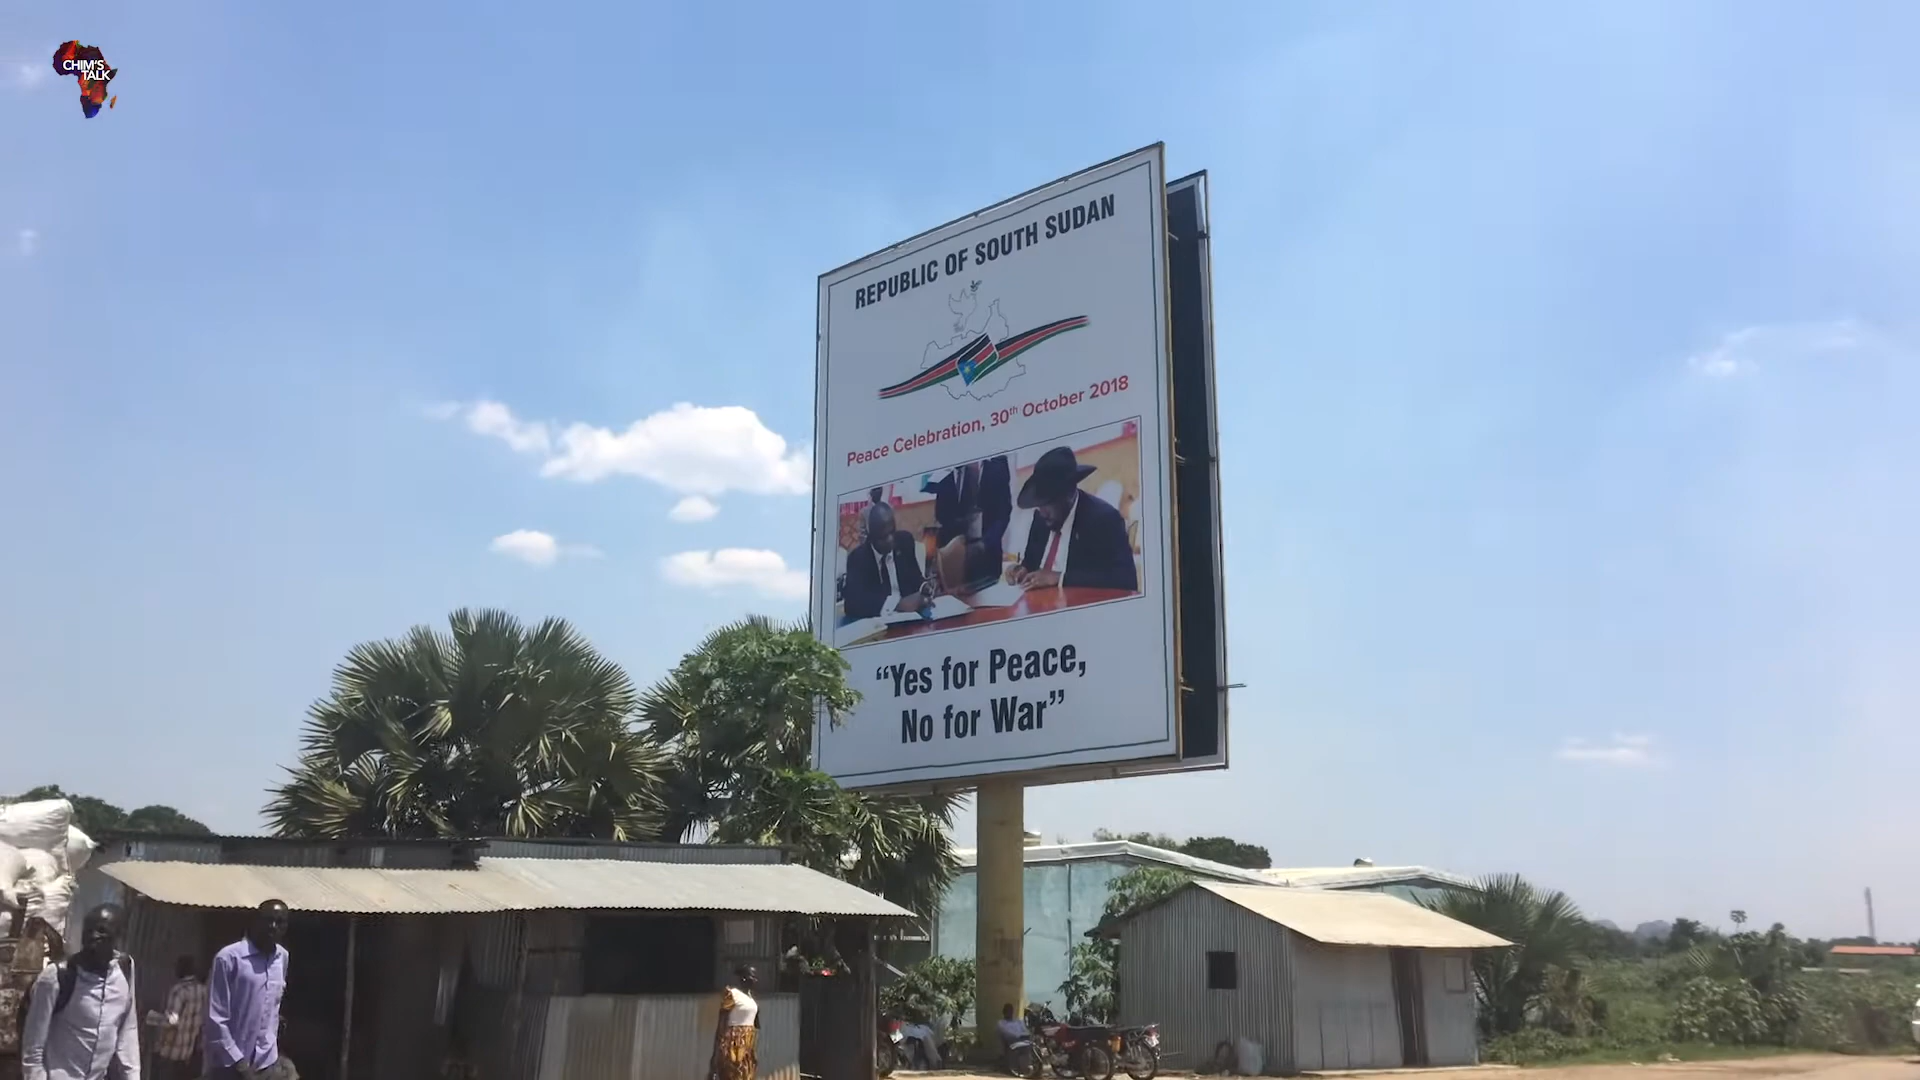 CHIM'S
TALK
REPUBLIC OF SOUTH SUDAN
Peace Celebration, 30th October 2018
“Yes for Peace,
No for War”